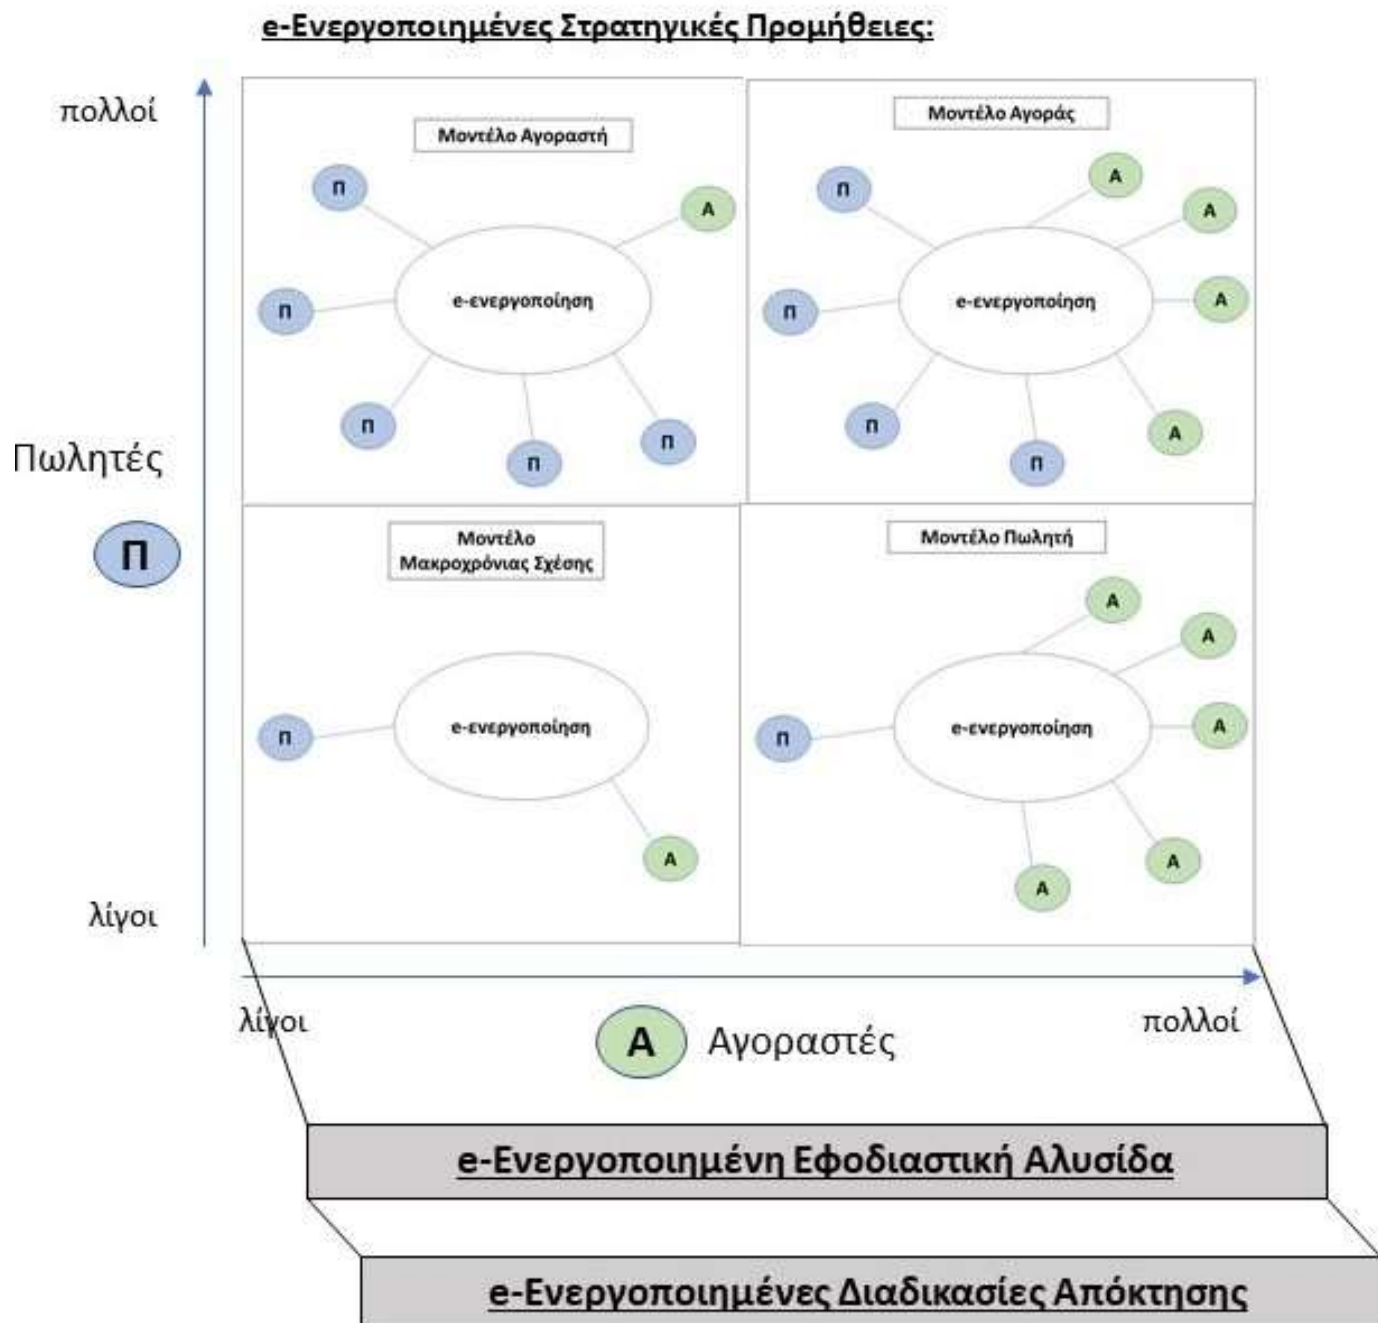 e-Ενεργοποιημένες Στρατηγικές Προμήθειες:
πολλοί
Μοντέλο Αγοραστή
Π
Α
Π
e-ενεργοποίηση
Π
Π
Π
Μοντέλο Αγοράς
Α
Π
Α
Π
e-ενεργοποίηση
Α
Π
Α
Π
Πωλητές
Π
Μοντέλο
Μακροχρόνιας Σχέσης
Π
e-ενεργοποίηση
Α
Μοντέλο Πωλητή
Α
Α
Π
e-ενεργοποίηση
Α
Α
Α
λίγοι
λίγοι
Α
Αγοραστές
πολλοί
e-Ενεργοποιημένη Εφοδιαστική Αλυσίδα
e-Ενεργοποιημένες Διαδικασίες Απόκτησης